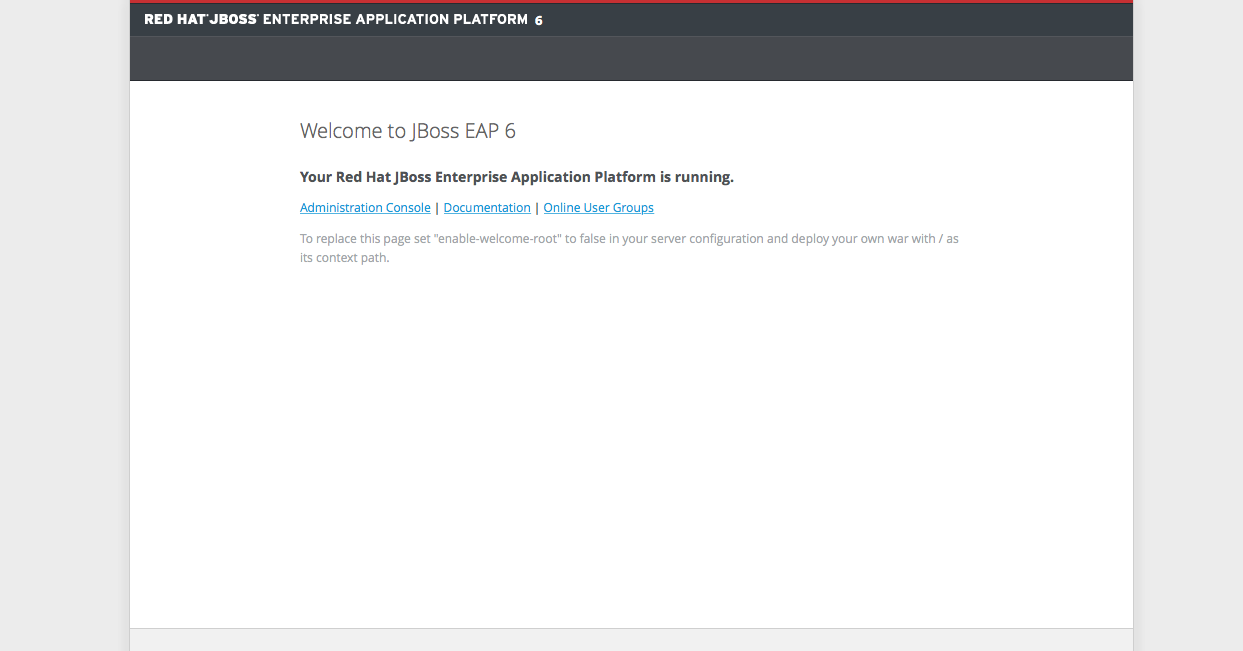 RED HAT® JBOSS® ENTERPRISE APPLICATION PLATFORM 6
Welcome to JBoss EAP 6
Your Red Hat JBoss Enterprise Application Platform is running.
Administration Console | Documentation | Online User Groups
To replace this page set "enable-welcome-root" to false in your server configuration and deploy your own war with / as
its context path.